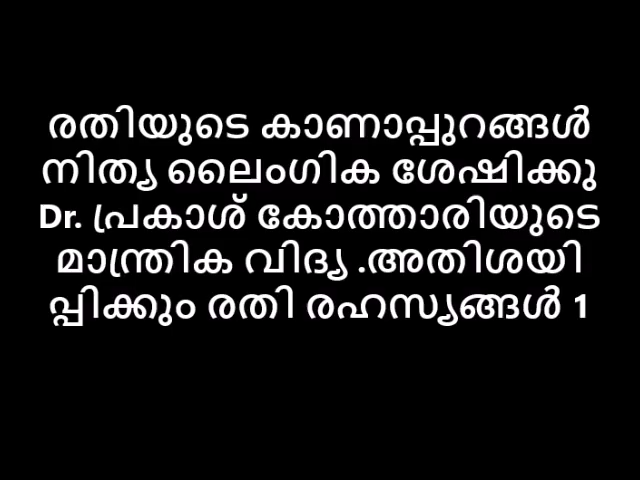 രതിയുടെ കാണാപ്പുറങ്ങൾ
നിത്യ ലൈംഗിക ശേഷിക്കു
Dr. പ്രകാശ് കോത്താരിയുടെ
മാന്ത്രിക വിദ്യ .അതിശയി
പ്പിക്കും രതി രഹസ്യങ്ങൾ 1